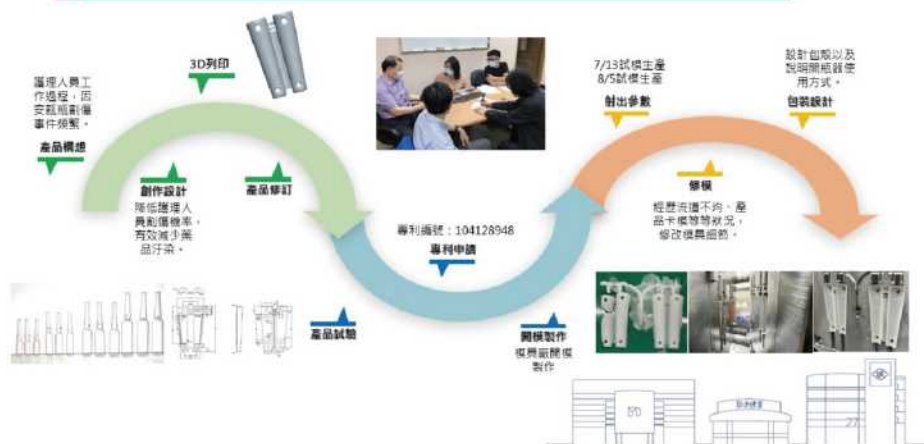 護理人員工
作過程，因
安瓿瓶劃傷
事件頻繁。
產品構想
3D列印
創作設計
降低護理人
員劃傷機率，
有效減少藥
品汙染。
產品修訂
產品試驗
專利編號：104128948
專利申請
開模製作
模具廠開模
製作
7/13試模生產
8/5試模生產
射出參數
修模
經歷流道不均、產
品卡模等等狀況，
修改模具細節。
設計包殼以及
說明開瓶器使
用方式。
包裝設計